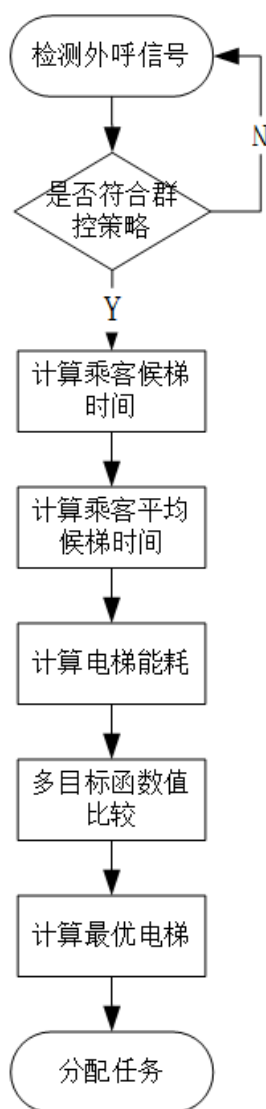 检测外呼信号
N
是否符合群
控策略
Y
计算乘客候梯
时间
计算乘客平均
候梯时间
计算电梯能耗
多目标函数值
比较
计算最优电梯
分配任务